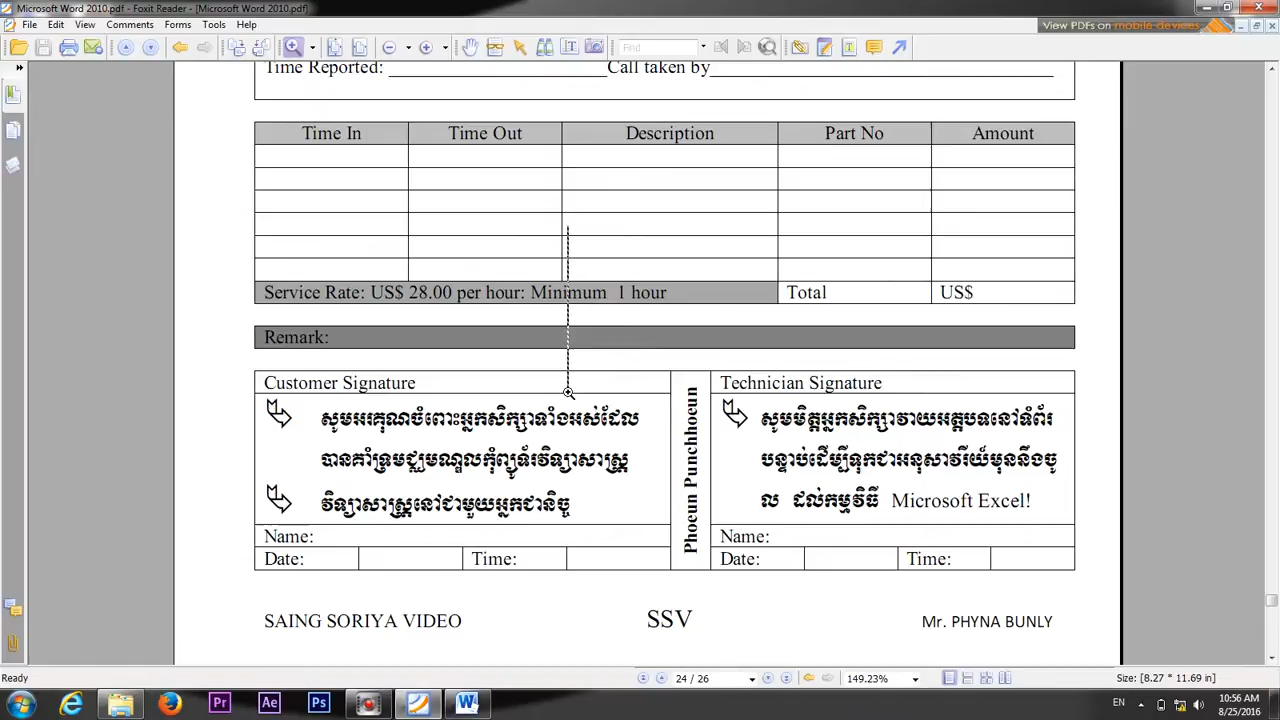 Microsoft Word 2010.pdf - Foxit Reader - [Microsoft Word 2010.pdf]
File Edit View Comments Forms Tools Help
View PDFs on mobile devices
Find
Time Reported: Call taken by
Time In Time Out Description Part No Amount
Service Rate: US$ 28.00 per hour: Minimum 1 hour Total US$
Remark:
Customer Signature
សូមអរគុណចំពោះអ្នកសិក្សាទាំងអស់ដែល
បានគាំទ្រមជ្ឈមណ្ឌលកុំព្យូទ័រវិទ្យាសាស្ត្រ
វិទ្យាសាស្ត្រនៅជាមួយអ្នកជានិច្ច
Name:
Date: Time:
Phoeun Punchhoeun
Technician Signature
សូមមិត្តអ្នកសិក្សាវាយអត្ថបទនៅទំព័រ
បន្ទាប់ដើម្បីទុកជាអនុសាវរីយ៍មុននឹងចូ
ល ដល់កម្មវិធី Microsoft Excel!
Name:
Date: Time:
SAING SORIYA VIDEO SSV Mr. PHYNA BUNLY
Ready 24 / 26 149.23% Size: [8.27 * 11.69 in]
Pr Ae Ps EN 10:56 AM
8/25/2016